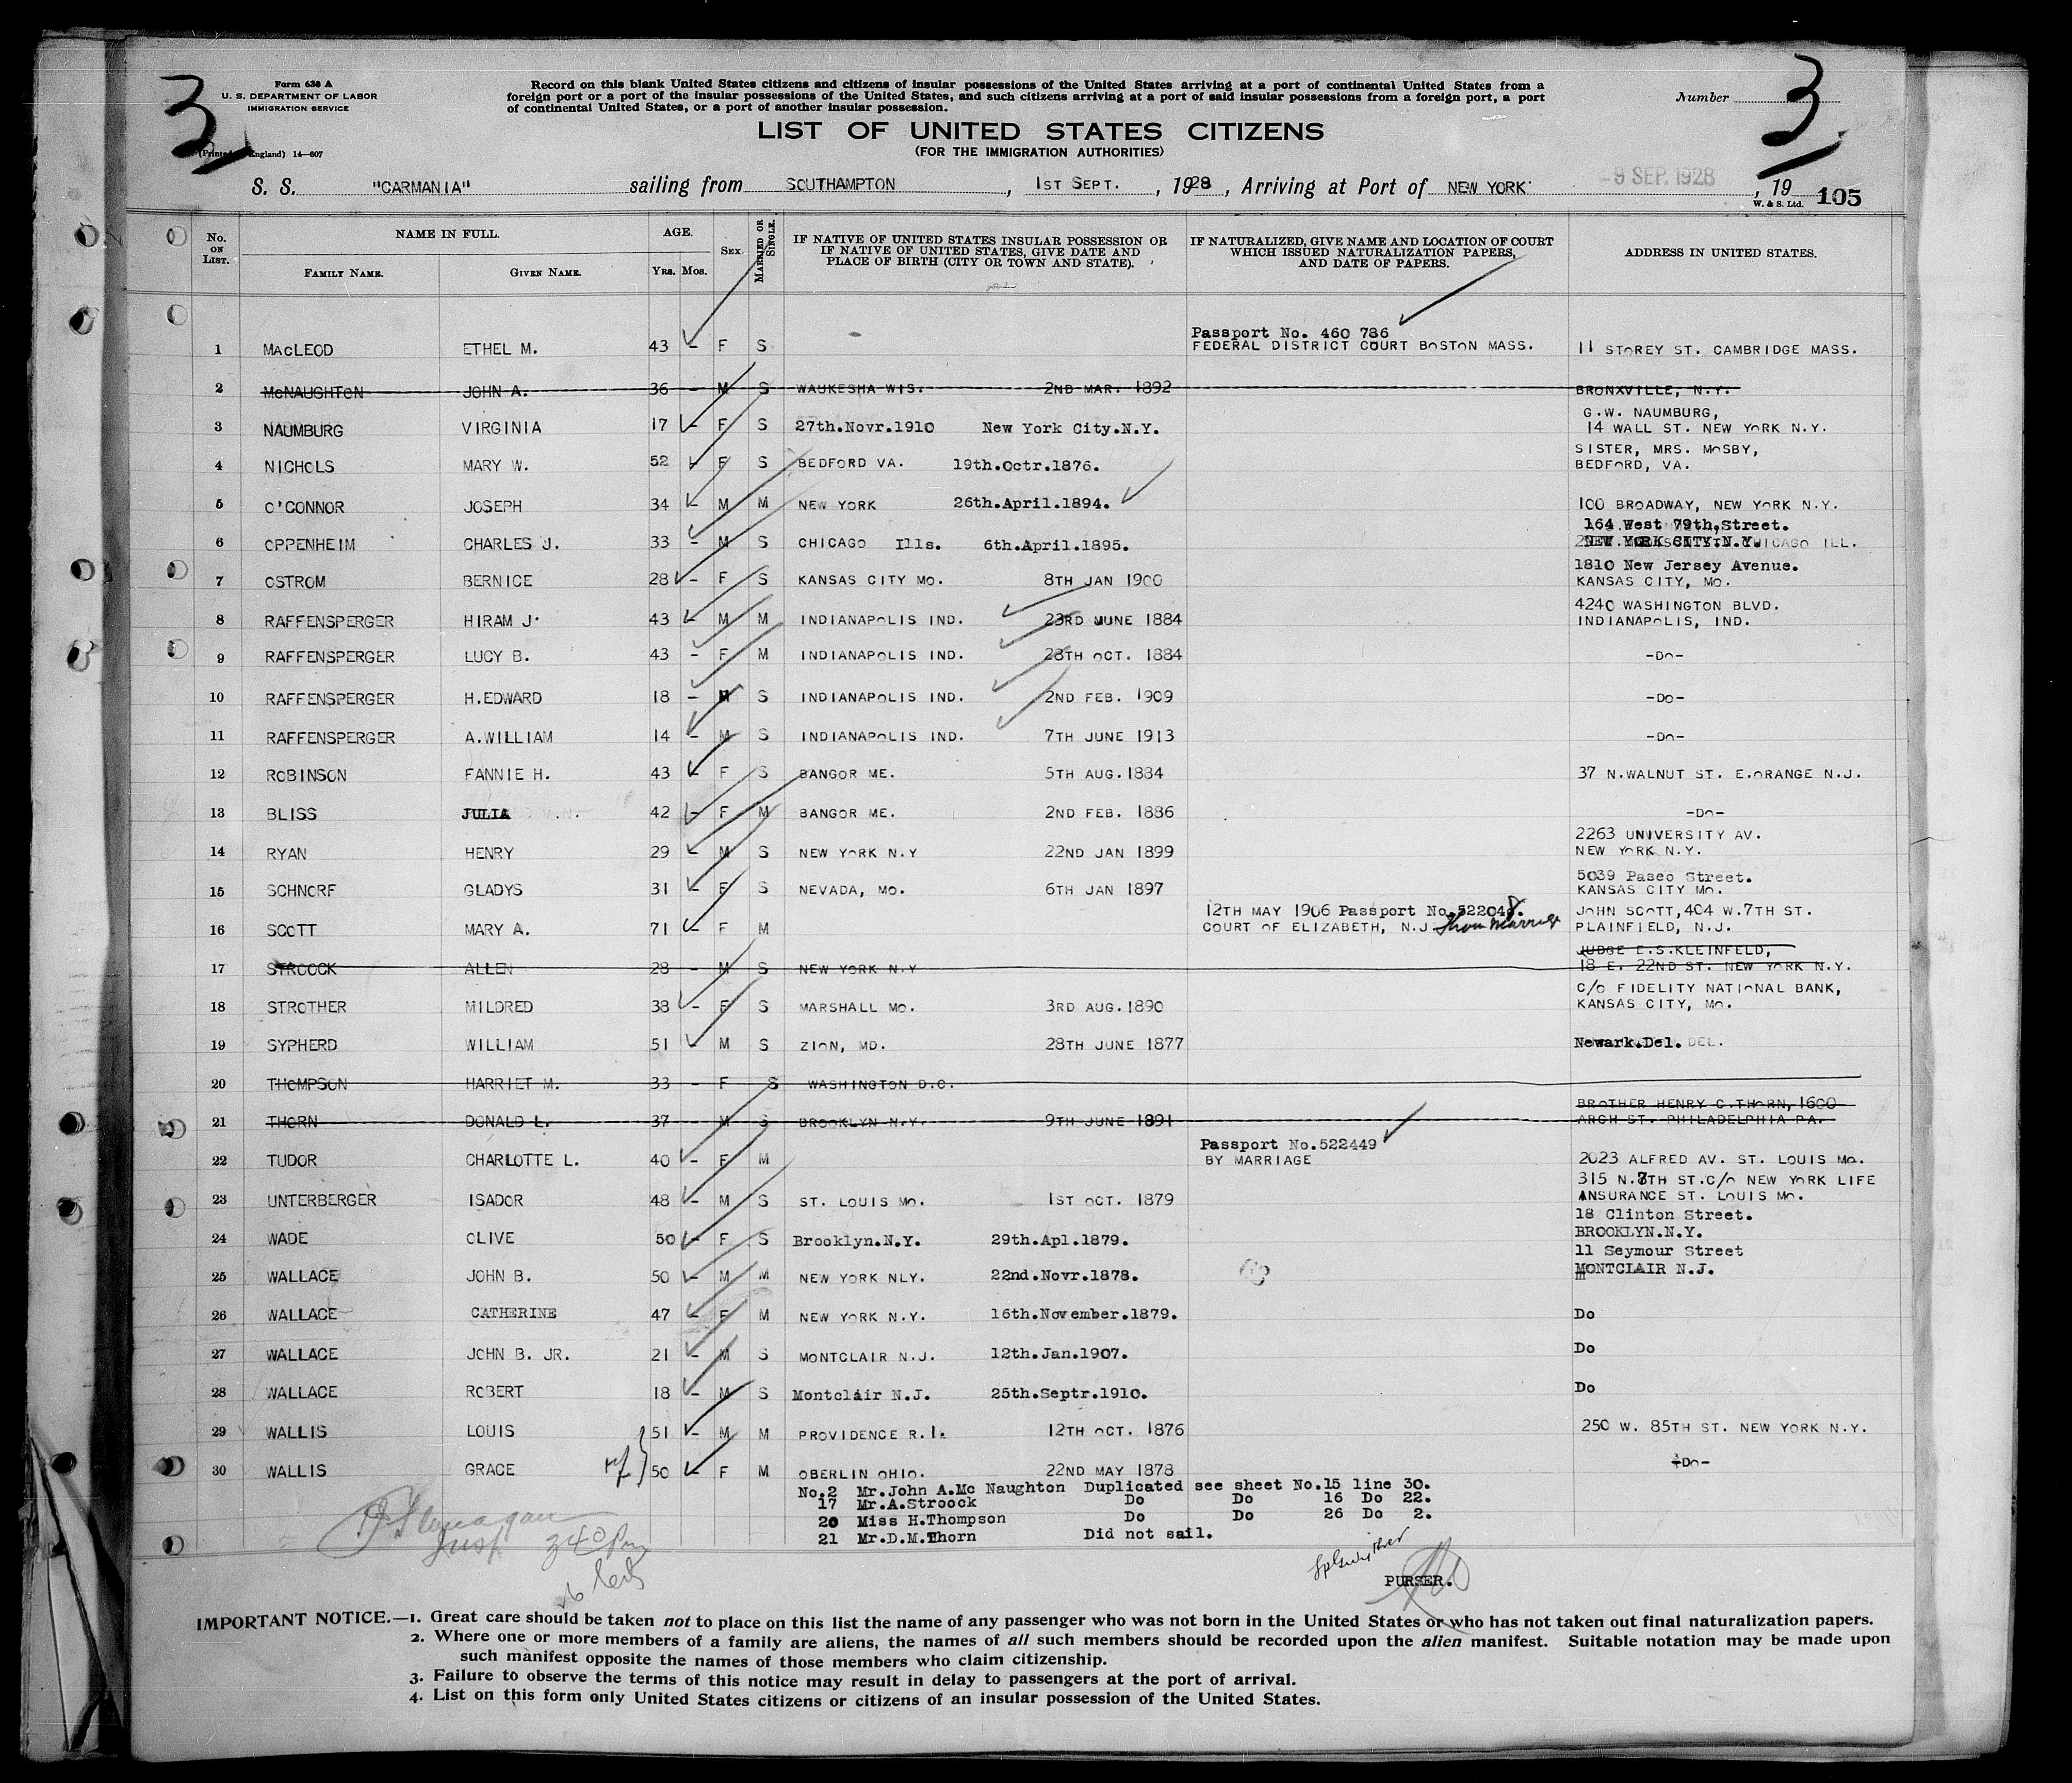 3
Form 630 A
U. S. DEPARTMENT OF LABOR
IMMIGRATION SERVICE
(Printed England) 14—607
Record on this blank United States citizens and citizens of insular possessions of the United States arriving at a port of continental United States from a
foreign port or a port of the insular possessions of the United States, and such citizens arriving at a port of said insular possessions from a foreign port, a port
of continental United States, or a port of another insular possession.
Number 3
LIST OF UNITED STATES CITIZENS
(FOR THE IMMIGRATION AUTHORITIES)
S. S. "CARMANIA" sailing from SOUTHAMPTON, 1ST SEPT., 1928, Arriving at Port of NEW YORK 9 SEP. 1928, 19
W. & S. Ltd. 105
No. ON LIST. NAME IN FULL. FAMILY NAME. GIVEN NAME. AGE. YRS. MOS. SEX. MARRIED OR SINGLE. IF NATIVE OF UNITED STATES INSULAR POSSESSION OR IF NATIVE OF UNITED STATES, GIVE DATE AND PLACE OF BIRTH (CITY OR TOWN AND STATE). IF NATURALIZED, GIVE NAME AND LOCATION OF COURT WHICH ISSUED NATURALIZATION PAPERS, AND DATE OF PAPERS. ADDRESS IN UNITED STATES.
Passport No. 460 786
1 MACLEOD ETHEL M. 43 - F S FEDERAL DISTRICT COURT BOSTON MASS. 11 STOREY ST. CAMBRIDGE MASS.
2 MCNAUGHTON JOHN A. 36 - M S WAUKESHA WIS. 2ND MAR. 1892 BRONXVILLE, N.Y.
G.W. NAUMBURG,
3 NAUMBURG VIRGINIA 17 - F S 27th.Novr.1910 New York City.N.Y. 14 WALL ST. NEW YORK N.Y.
SISTER, MRS. MOSBY,
4 NICHOLS MARY W. 52 - F S BEDFORD VA. 19th.Octr.1876. BEDFORD, VA.
5 O'CONNOR JOSEPH 34 - M M NEW YORK 26th.April.1894. 100 BROADWAY, NEW YORK N.Y.
164 West 79th,Street.
6 OPPENHEIM CHARLES J. 33 - M S CHICAGO Ills. 6th.April.1895. NEW YORK CITY.N.Y. CHICAGO ILL.
1810 New Jersey Avenue.
7 OSTROM BERNICE 28 - F S KANSAS CITY MO. 8TH JAN 1900 KANSAS CITY, MO.
4240 WASHINGTON BLVD.
8 RAFFENSPERGER HIRAM J. 43 - M M INDIANAPOLIS IND. 23RD JUNE 1884 INDIANAPOLIS, IND.
9 RAFFENSPERGER LUCY B. 43 - F M INDIANAPOLIS IND. 28TH OCT. 1884 -DO-
10 RAFFENSPERGER H.EDWARD 18 - M S INDIANAPOLIS IND. 2ND FEB. 1909 -DO-
11 RAFFENSPERGER A.WILLIAM 14 - M S INDIANAPOLIS IND. 7TH JUNE 1913 -DO-
12 ROBINSON FANNIE H. 43 - F S BANGOR ME. 5TH AUG.1884 37 N.WALNUT ST. E.ORANGE N.J.
13 BLISS JULIA 42 - F M BANGOR ME. 2ND FEB. 1886 -DO-
2263 UNIVERSITY AV.
14 RYAN HENRY 29 - M S NEW YORK N.Y 22ND JAN 1899 NEW YORK N.Y.
5039 Paseo Street.
15 SCHNORF GLADYS 31 - F S NEVADA, MO. 6TH JAN 1897 KANSAS CITY MO.
12TH MAY 1906 Passport No.522048. JOHN SCOTT,404 W.7TH ST.
16 SCOTT MARY A. 71 - F M COURT OF ELIZABETH, N.J. PLAINFIELD, N.J.
JUDGE E.S.KLEINFELD,
17 STROOCK ALLEN 28 - M S NEW YORK N.Y 18 E. 22ND ST. NEW YORK N.Y.
C/O FIDELITY NATIONAL BANK,
18 STROTHER MILDRED 38 - F S MARSHALL MO. 3RD AUG.1890 KANSAS CITY, MO.
19 SYPHERD WILLIAM 51 - M S ZION, MD. 28TH JUNE 1877 Newark.Del. DEL.
20 THOMPSON HARRIET M. 33 - F S WASHINGTON D.C.
BROTHER HENRY C.THORN,1600
21 THORN DONALD L. 37 - M S BROOKLYN N.Y. 9TH JUNE 1891 ARCH ST. PHILADELPHIA PA.
Passport No.522449
22 TUDOR CHARLOTTE L. 40 - F M BY MARRIAGE 2023 ALFRED AV. ST. LOUIS MO.
315 N.7TH ST.C/O NEW YORK LIFE
23 UNTERBERGER ISADOR 48 - M S ST. LOUIS MO. 1ST OCT. 1879 ANSURANCE ST. LOUIS MO.
18 Clinton Street.
24 WADE OLIVE 50 - F S Brooklyn.N.Y. 29th.Apl.1879. BROOKLYN.N.Y.
11 Seymour Street
25 WALLACE JOHN B. 50 - M M NEW YORK NLY. 22nd.Novr.1878. MONTCLAIR N.J.
26 WALLACE CATHERINE 47 - F M NEW YORK N.Y. 16th.November.1879. Do
27 WALLACE JOHN B. JR. 21 - M S MONTCLAIR N.J. 12th.Jan.1907. Do
28 WALLACE ROBERT 18 - M S Montclair N.J. 25th.Septr.1910. Do
29 WALLIS LOUIS 51 - M M PROVIDENCE R.I. 12TH OCT. 1876 250 W. 85TH ST. NEW YORK N.Y.
30 WALLIS GRACE 50 - F M OBERLIN OHIO. 22ND MAY 1878 -DO-
No.2 Mr.John A.Mc Naughton Duplicated see sheet No.15 line 30.
17 Mr.A.Stroock Do Do 16 Do 22.
20 Miss H.Thompson Do Do 26 Do 2.
21 Mr.D.M.Thorn Did not sail.
340 Pm
PURSER.
IMPORTANT NOTICE.—1. Great care should be taken not to place on this list the name of any passenger who was not born in the United States or who has not taken out final naturalization papers.
2. Where one or more members of a family are aliens, the names of all such members should be recorded upon the alien manifest. Suitable notation may be made upon
such manifest opposite the names of those members who claim citizenship.
3. Failure to observe the terms of this notice may result in delay to passengers at the port of arrival.
4. List on this form only United States citizens or citizens of an insular possession of the United States.